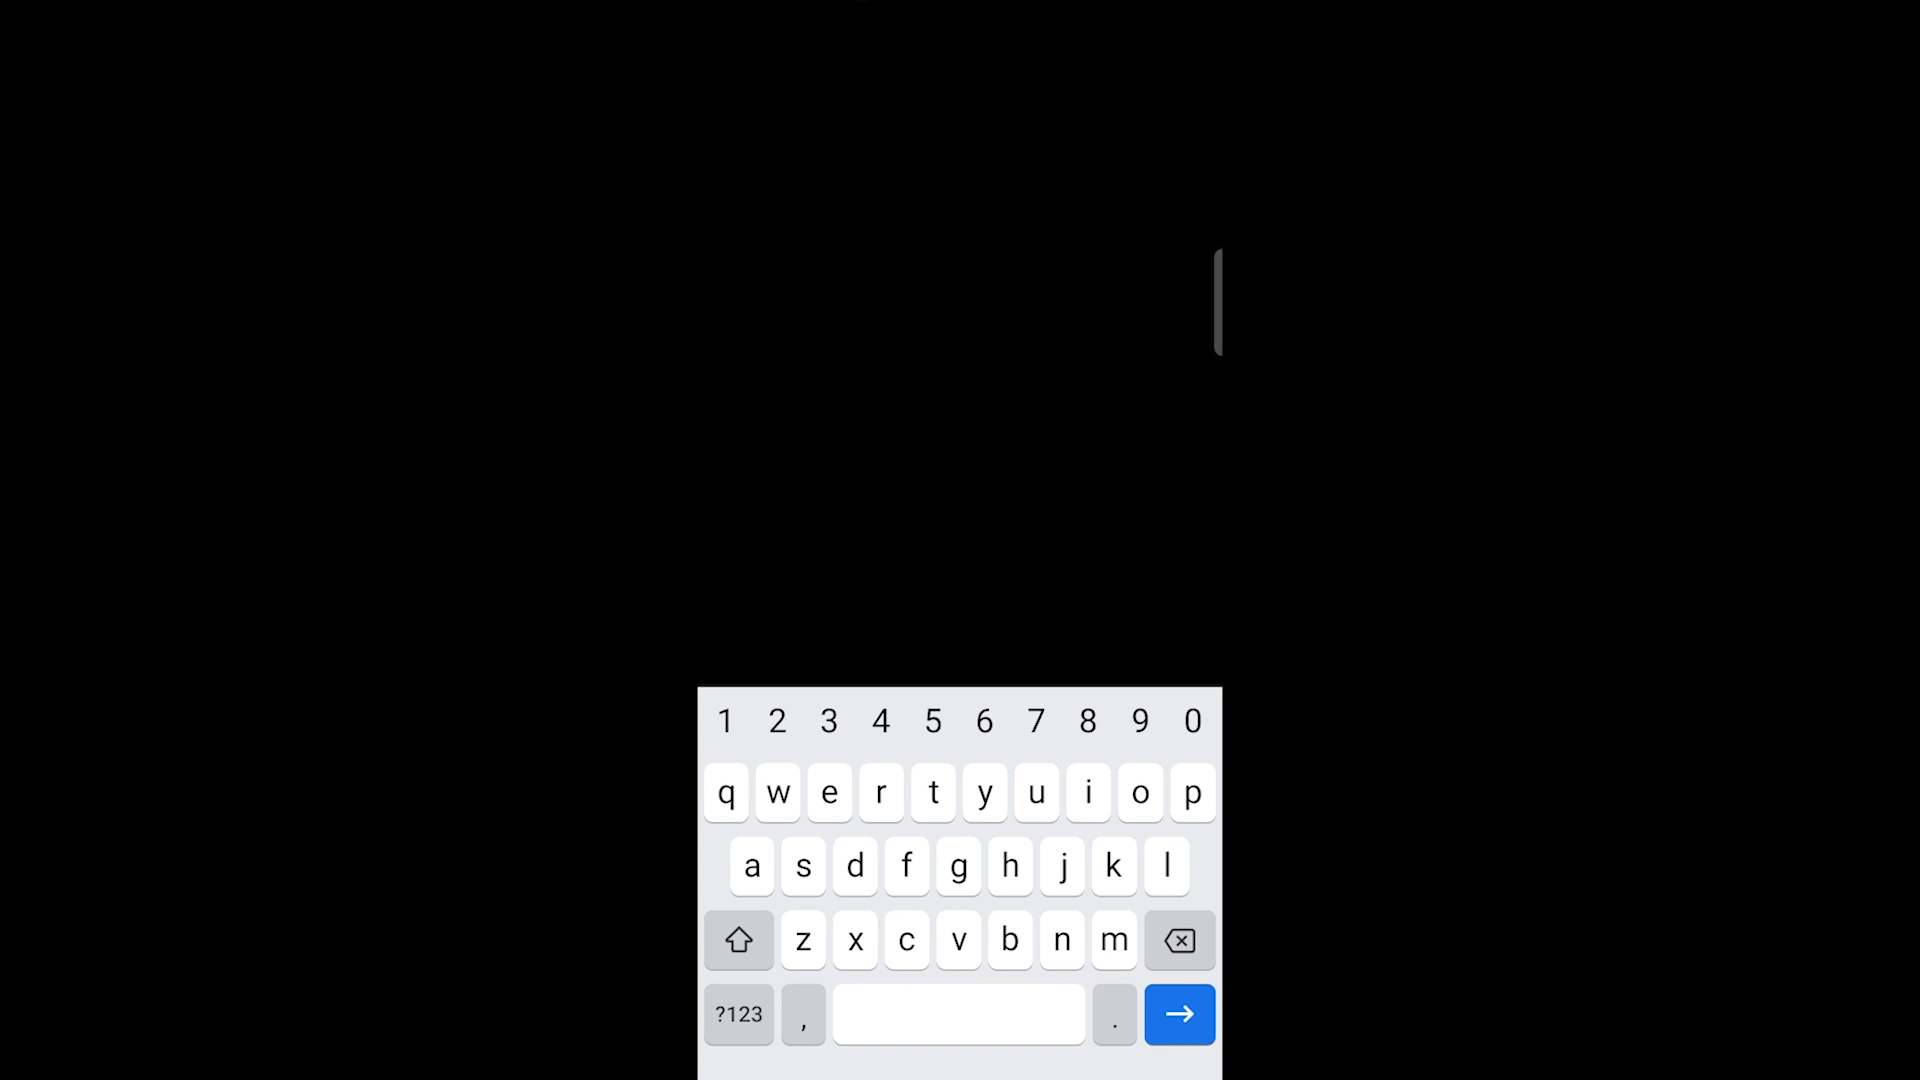 1 2 3 4 5 6 7 8 9 0
q w e r t y u i o p
a s d f g h j k l
z x c v b n m
?123 , .